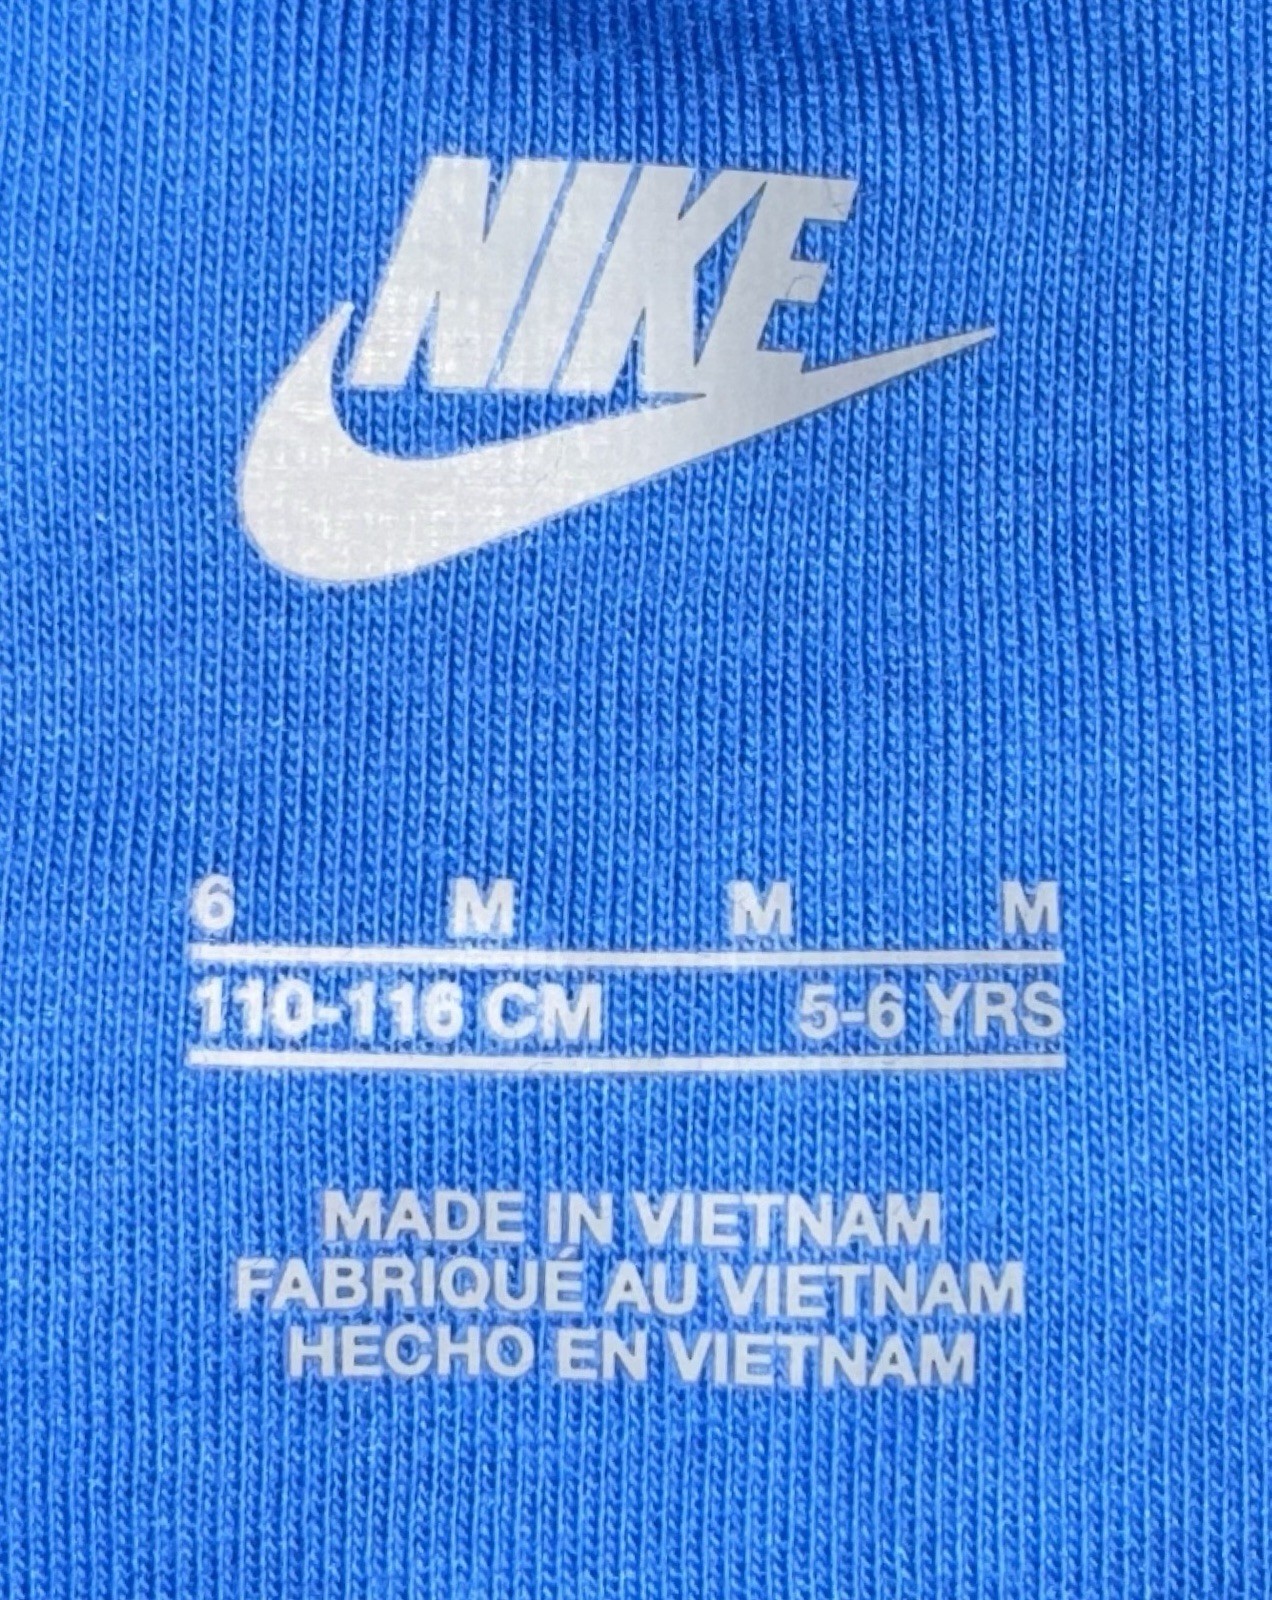 NIKE
6 M M M
110-116 CM 5-6 YRS
MADE IN VIETNAM
FABRIQUÉ AU VIETNAM
HECHO EN VIETNAM